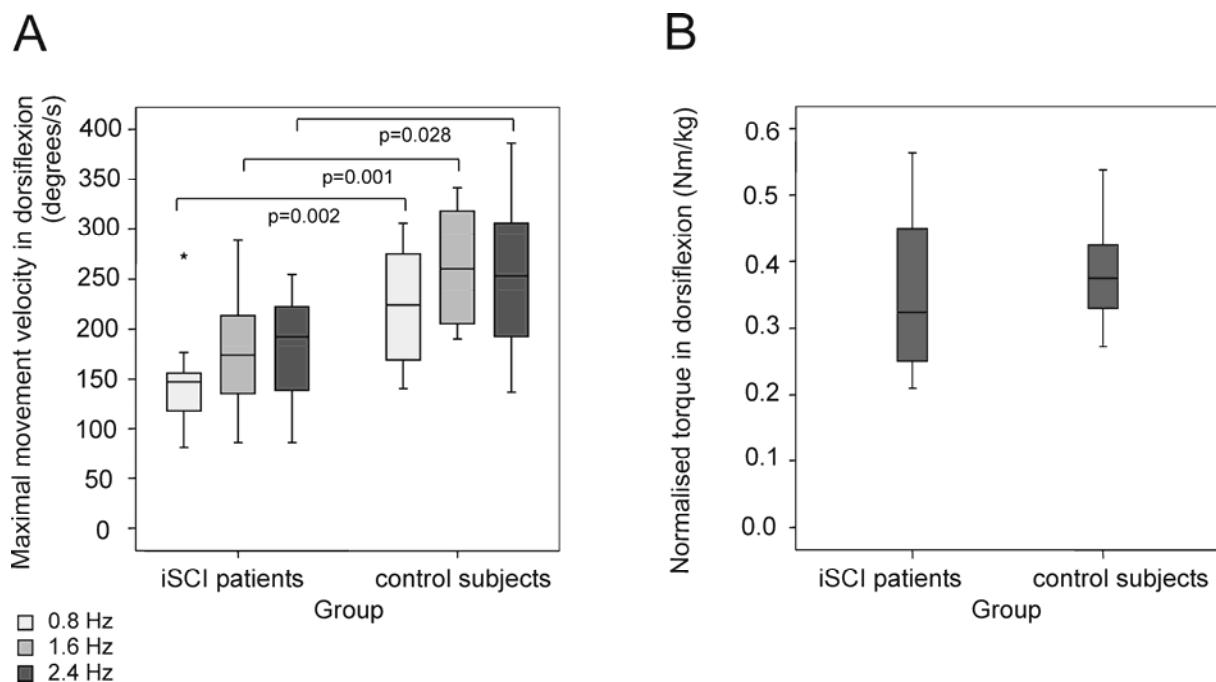 A
Maximal movement velocity in dorsiflexion
(degrees/s)
400
350
300
250
200
150
100
50
0
p=0.028
p=0.001
p=0.002
*
iSCI patients
control subjects
Group
0.8 Hz
1.6 Hz
2.4 Hz
B
Normalised torque in dorsiflexion (Nm/kg)
0.6
0.5
0.4
0.3
0.2
0.1
0.0
iSCI patients
control subjects
Group